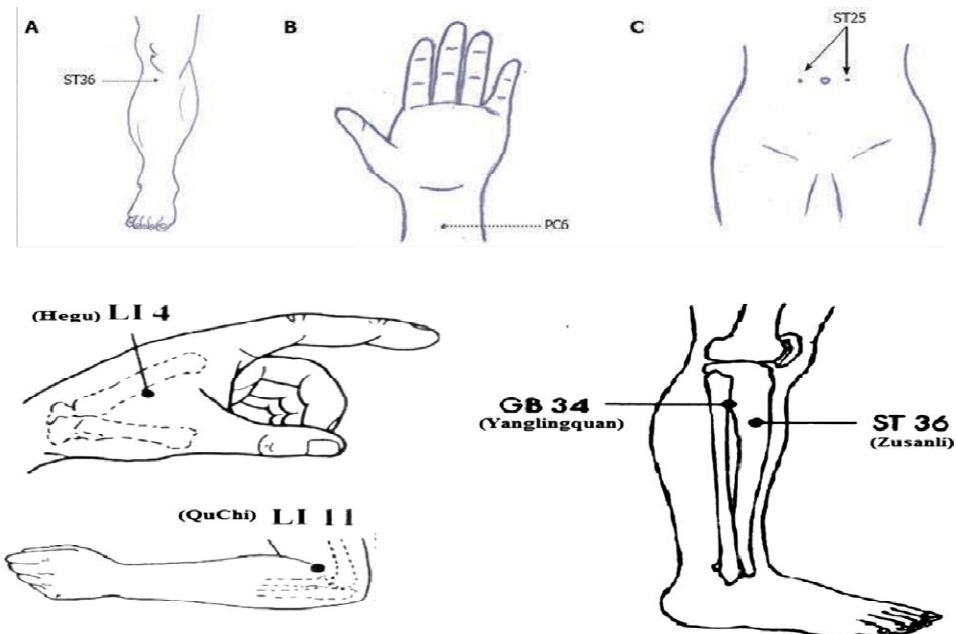 A
B
C
ST25
ST36
PC6
(Hegu) LI 4
GB 34
(Yanglingquan)
ST 36
(Zusanli)
(QuChi) LI 11